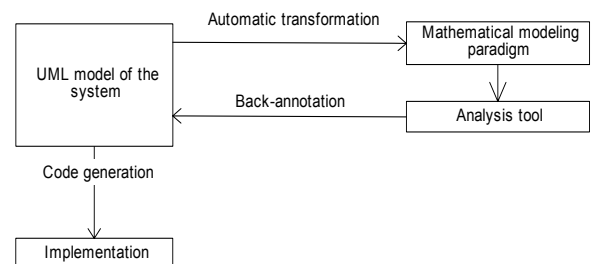 Automatic transformation
Mathematical modeling
paradigm
UML model of the
system
Back-annotation
Analysis tool
Code generation
Implementation